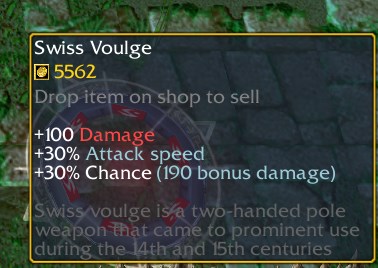 Swiss Voulge
5562
Drop item on shop to sell
+100 Damage
+30% Attack speed
+30% Chance (190 bonus damage)
Swiss voulge is a two-handed pole
weapon that came to prominent use
during the 14th and 15th centuries